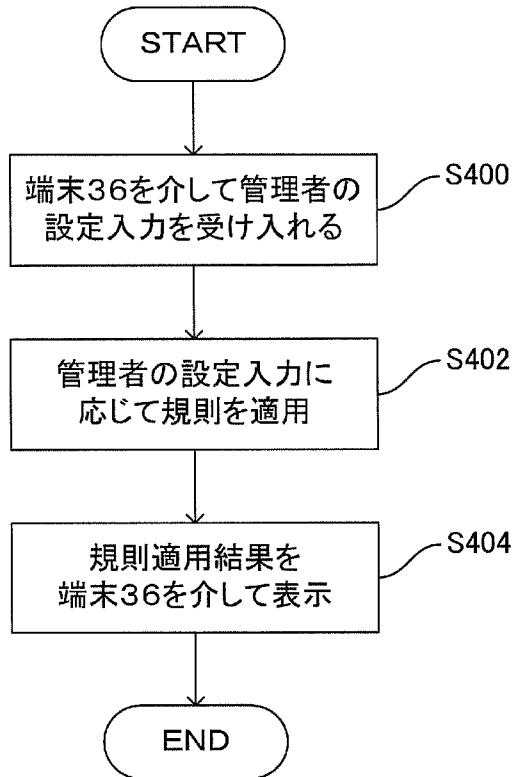 START
端末36を介して管理者の
設定入力を受け入れる
S400
管理者の設定入力に
応じて規則を適用
S402
規則適用結果を
端末36を介して表示
S404
END